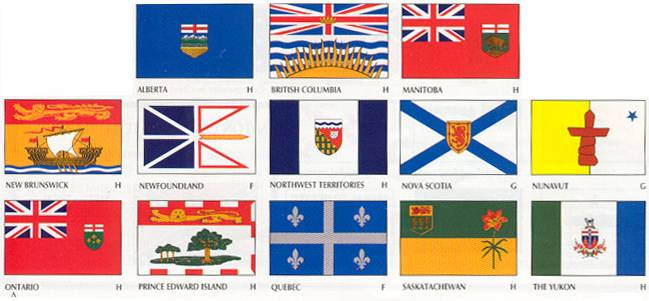 ALBERTA H BRITISH COLUMBIA H MANITOBA H
NEW BRUNSWICK H NEWFOUNDLAND F NORTHWEST TERRITORIES H NOVA SCOTIA G NUNAVUT G
ONTARIO H PRINCE EDWARD ISLAND H QUEBEC F SASKATACHEWAN H THE YUKON H
A